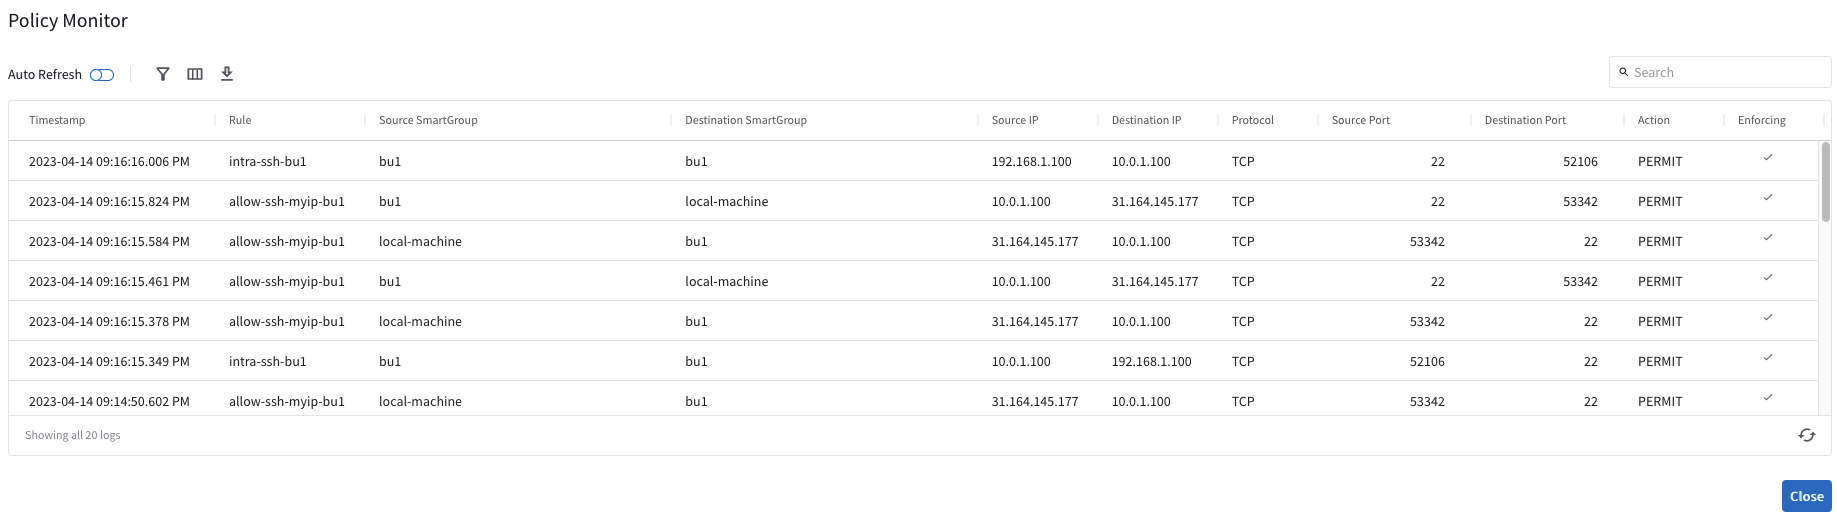 Policy Monitor
Auto Refresh
Search
Timestamp Rule Source SmartGroup Destination SmartGroup Source IP Destination IP Protocol Source Port Destination Port Action Enforcing
2023-04-14 09:16:16.006 PM intra-ssh-bu1 bu1 bu1 192.168.1.100 10.0.1.100 TCP 22 52106 PERMIT
2023-04-14 09:16:15.824 PM allow-ssh-myip-bu1 bu1 local-machine 10.0.1.100 31.164.145.177 TCP 22 53342 PERMIT
2023-04-14 09:16:15.584 PM allow-ssh-myip-bu1 local-machine bu1 31.164.145.177 10.0.1.100 TCP 53342 22 PERMIT
2023-04-14 09:16:15.461 PM allow-ssh-myip-bu1 bu1 local-machine 10.0.1.100 31.164.145.177 TCP 22 53342 PERMIT
2023-04-14 09:16:15.378 PM allow-ssh-myip-bu1 local-machine bu1 31.164.145.177 10.0.1.100 TCP 53342 22 PERMIT
2023-04-14 09:16:15.349 PM intra-ssh-bu1 bu1 bu1 10.0.1.100 192.168.1.100 TCP 52106 22 PERMIT
2023-04-14 09:14:50.602 PM allow-ssh-myip-bu1 local-machine bu1 31.164.145.177 10.0.1.100 TCP 53342 22 PERMIT
Showing all 20 logs
Close